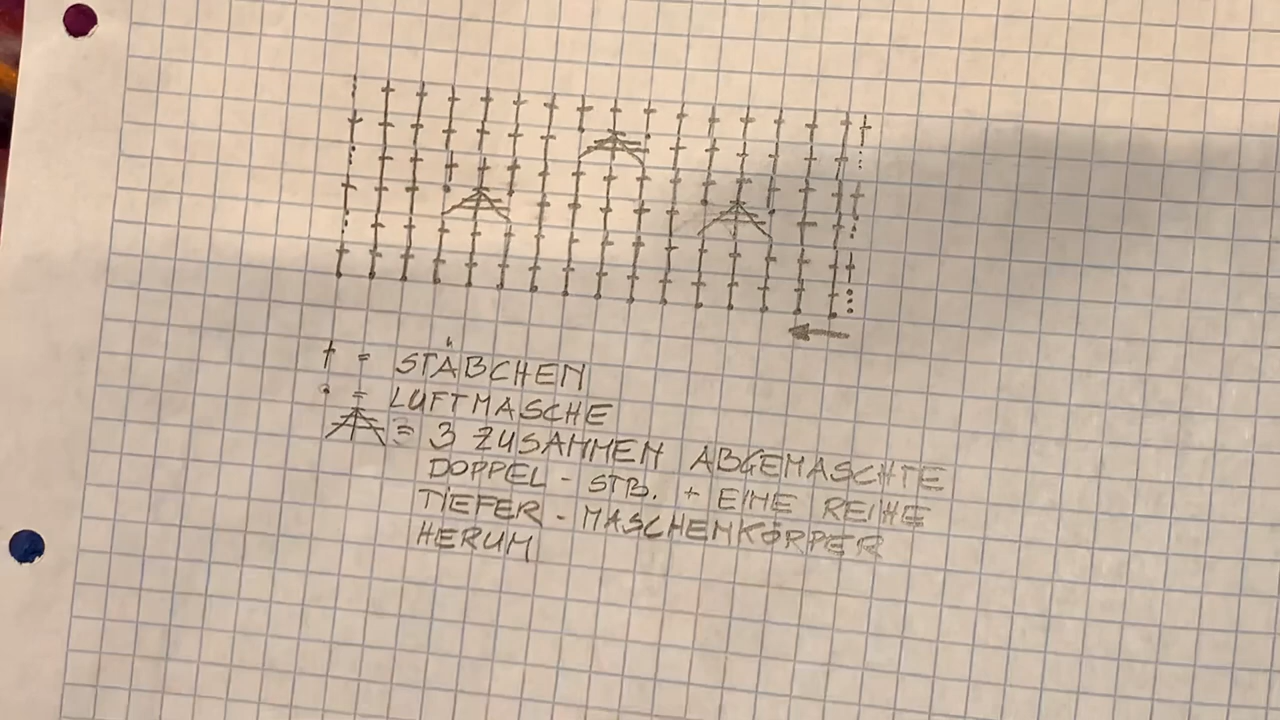 † = STÄBCHEN
• = LUFTMASCHE
= 3 ZUSAMMEN ABGEMASCHTE
DOPPEL - STB. + EINE REIHE
TIEFER - MASCHENKÖRPER
HERUM